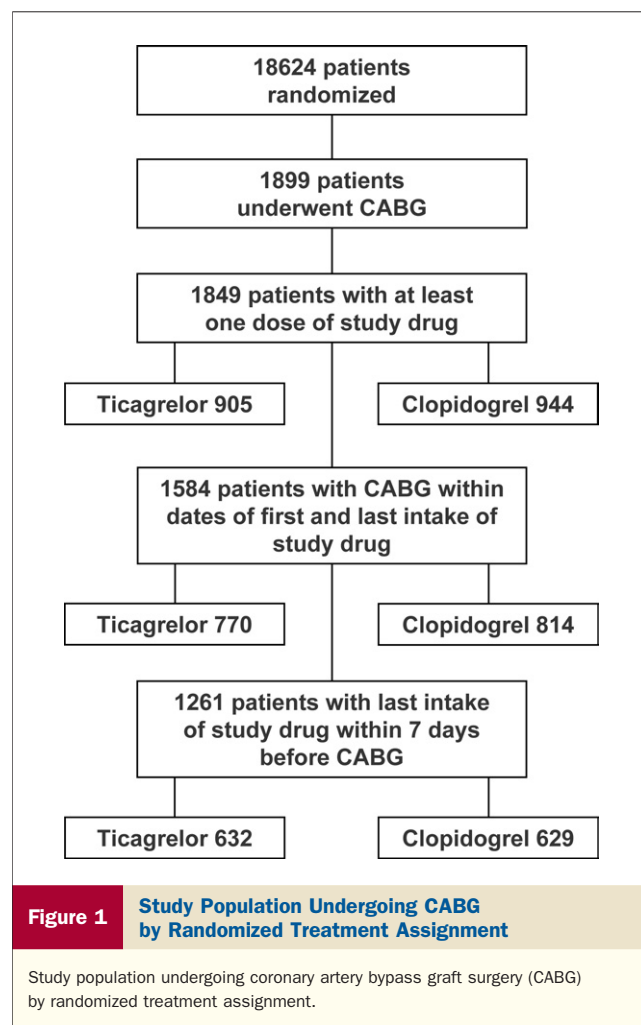 18624 patients
randomized
1899 patients
underwent CABG
1849 patients with at least
one dose of study drug
Ticagrelor 905
Clopidogrel 944
1584 patients with CABG within
dates of first and last intake of
study drug
Ticagrelor 770
Clopidogrel 814
1261 patients with last intake
of study drug within 7 days
before CABG
Ticagrelor 632
Clopidogrel 629
Figure 1
Study Population Undergoing CABG
by Randomized Treatment Assignment
Study population undergoing coronary artery bypass graft surgery (CABG)
by randomized treatment assignment.